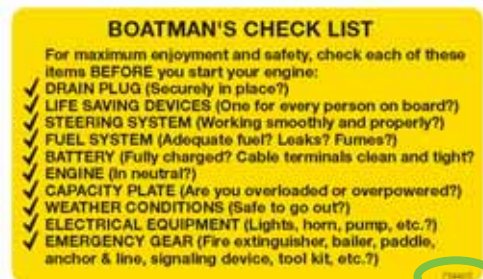 BOATMAN'S CHECK LIST
For maximum enjoyment and safety, check each of these
items BEFORE you start your engine:
✓ DRAIN PLUG (Securely in place?)
✓ LIFE SAVING DEVICES (One for every person on board?)
✓ STEERING SYSTEM (Working smoothly and properly?)
✓ FUEL SYSTEM (Adequate fuel? Leaks? Fumes?)
✓ BATTERY (Fully charged? Cable terminals clean and tight?
✓ ENGINE (In neutral?)
✓ CAPACITY PLATE (Are you overloaded or overpowered?)
✓ WEATHER CONDITIONS (Safe to go out?)
✓ ELECTRICAL EQUIPMENT (Lights, horn, pump, etc.?)
✓ EMERGENCY GEAR (Fire extinguisher, bailer, paddle,
anchor & line, signaling device, tool kit, etc.?)